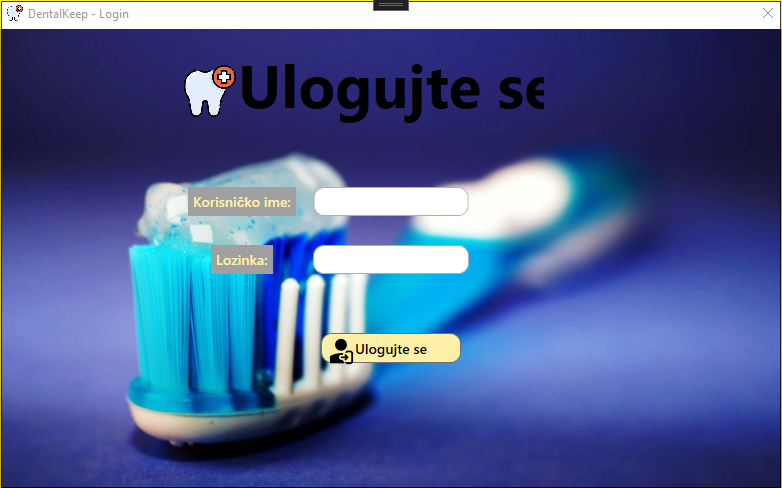 DentalKeep - Login
Ulogujte se
Korisničko ime:
Lozinka:
Ulogujte se